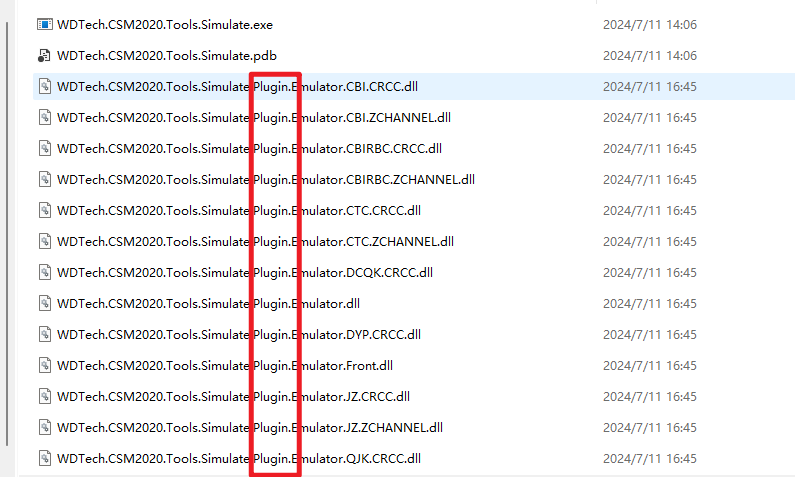 WDTech.CSM2020.Tools.Simulate.exe 2024/7/11 14:06
WDTech.CSM2020.Tools.Simulate.pdb 2024/7/11 14:06
WDTech.CSM2020.Tools.Simulate.Plugin.Emulator.CBI.CRCC.dll 2024/7/11 16:45
WDTech.CSM2020.Tools.Simulate.Plugin.Emulator.CBI.ZCHANNEL.dll 2024/7/11 16:45
WDTech.CSM2020.Tools.Simulate.Plugin.Emulator.CBIRBC.CRCC.dll 2024/7/11 16:45
WDTech.CSM2020.Tools.Simulate.Plugin.Emulator.CBIRBC.ZCHANNEL.dll 2024/7/11 16:45
WDTech.CSM2020.Tools.Simulate.Plugin.Emulator.CTC.CRCC.dll 2024/7/11 16:45
WDTech.CSM2020.Tools.Simulate.Plugin.Emulator.CTC.ZCHANNEL.dll 2024/7/11 16:45
WDTech.CSM2020.Tools.Simulate.Plugin.Emulator.DCQK.CRCC.dll 2024/7/11 16:45
WDTech.CSM2020.Tools.Simulate.Plugin.Emulator.dll 2024/7/11 16:45
WDTech.CSM2020.Tools.Simulate.Plugin.Emulator.DYP.CRCC.dll 2024/7/11 16:45
WDTech.CSM2020.Tools.Simulate.Plugin.Emulator.Front.dll 2024/7/11 16:45
WDTech.CSM2020.Tools.Simulate.Plugin.Emulator.JZ.CRCC.dll 2024/7/11 16:45
WDTech.CSM2020.Tools.Simulate.Plugin.Emulator.JZ.ZCHANNEL.dll 2024/7/11 16:45
WDTech.CSM2020.Tools.Simulate.Plugin.Emulator.QJK.CRCC.dll 2024/7/11 16:45